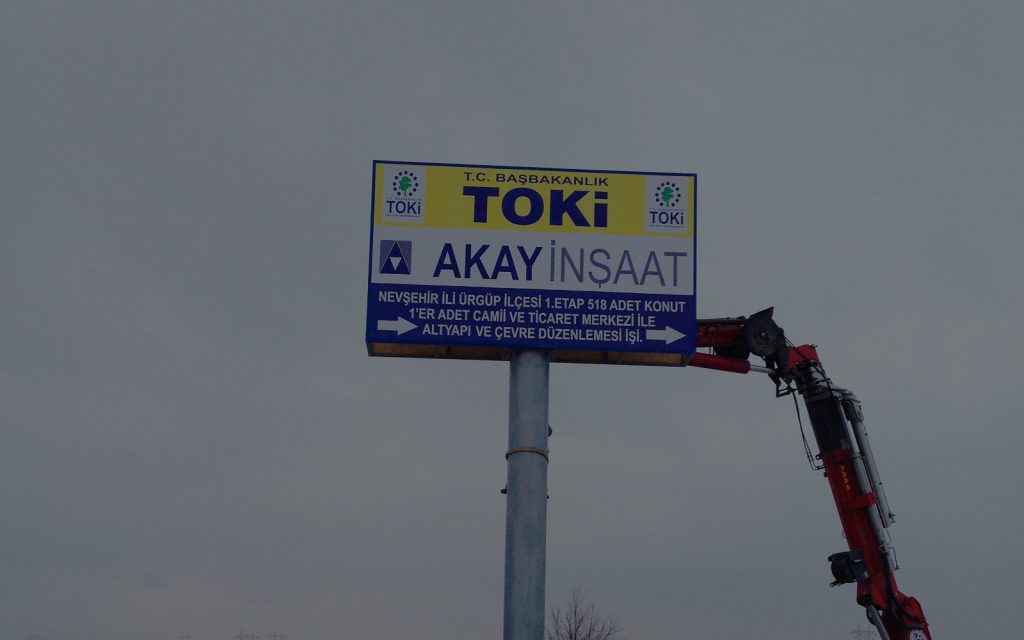 T.C. BAŞBAKANLIK
TOKİ
TOKİ
TOKİ
AKAY İNŞAAT
NEVŞEHİR İLİ ÜRGÜP İLÇESİ 1.ETAP 518 ADET KONUT
1'ER ADET CAMİİ VE TİCARET MERKEZİ İLE
ALTYAPI VE ÇEVRE DÜZENLEMESİ İŞİ.